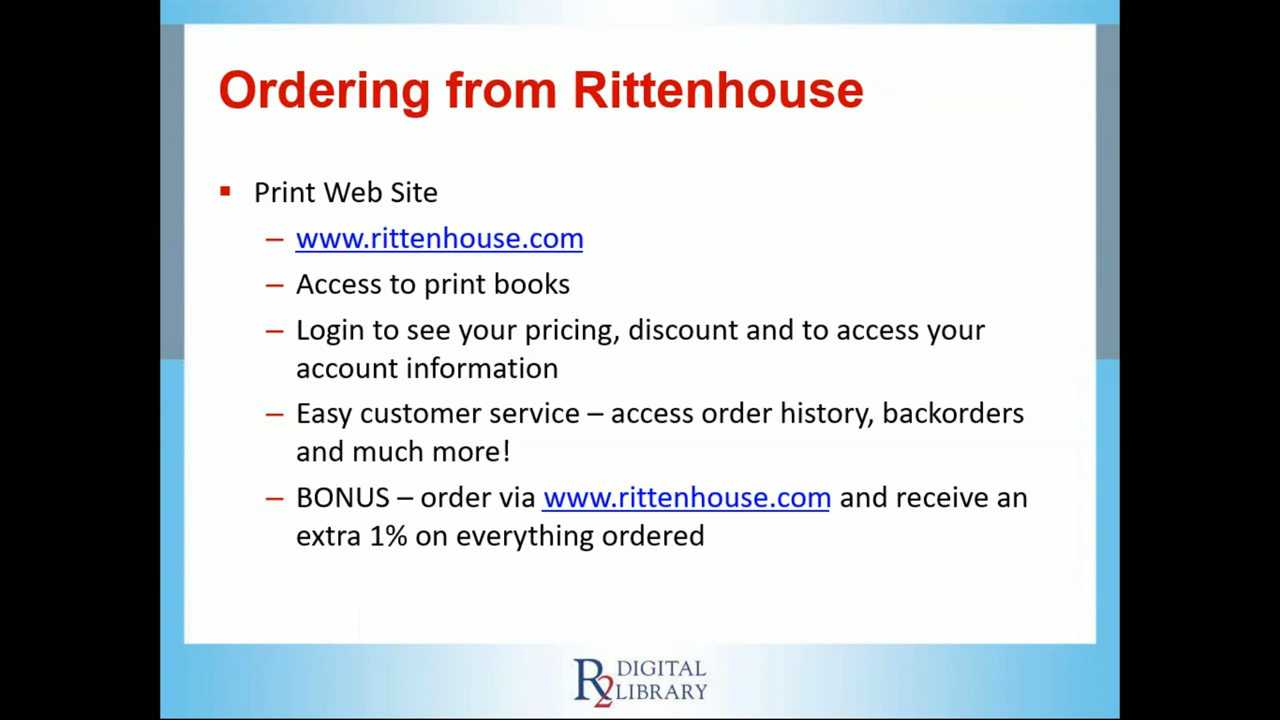 Ordering from Rittenhouse
▪ Print Web Site
– www.rittenhouse.com
– Access to print books
– Login to see your pricing, discount and to access your
account information
– Easy customer service – access order history, backorders
and much more!
– BONUS – order via www.rittenhouse.com and receive an
extra 1% on everything ordered
R2 DIGITAL
LIBRARY